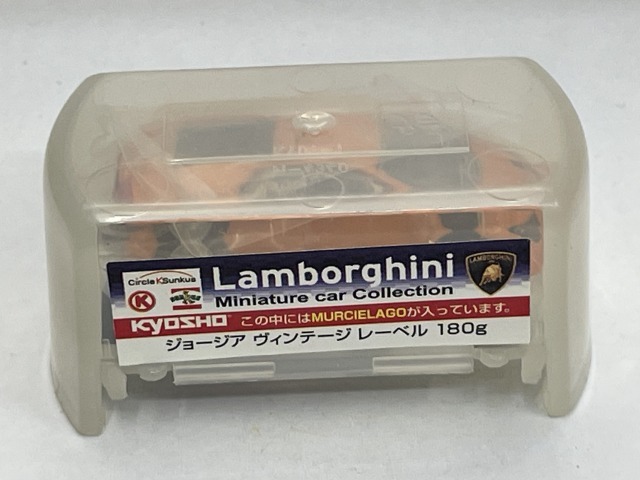 Circle K Sunkus
K
Lamborghini
Miniature car Collection
LAMBORGHINI
KYOSHO この中にはMURCIELAGOが入っています。
ジョージア ヴィンテージ レーベル 180g